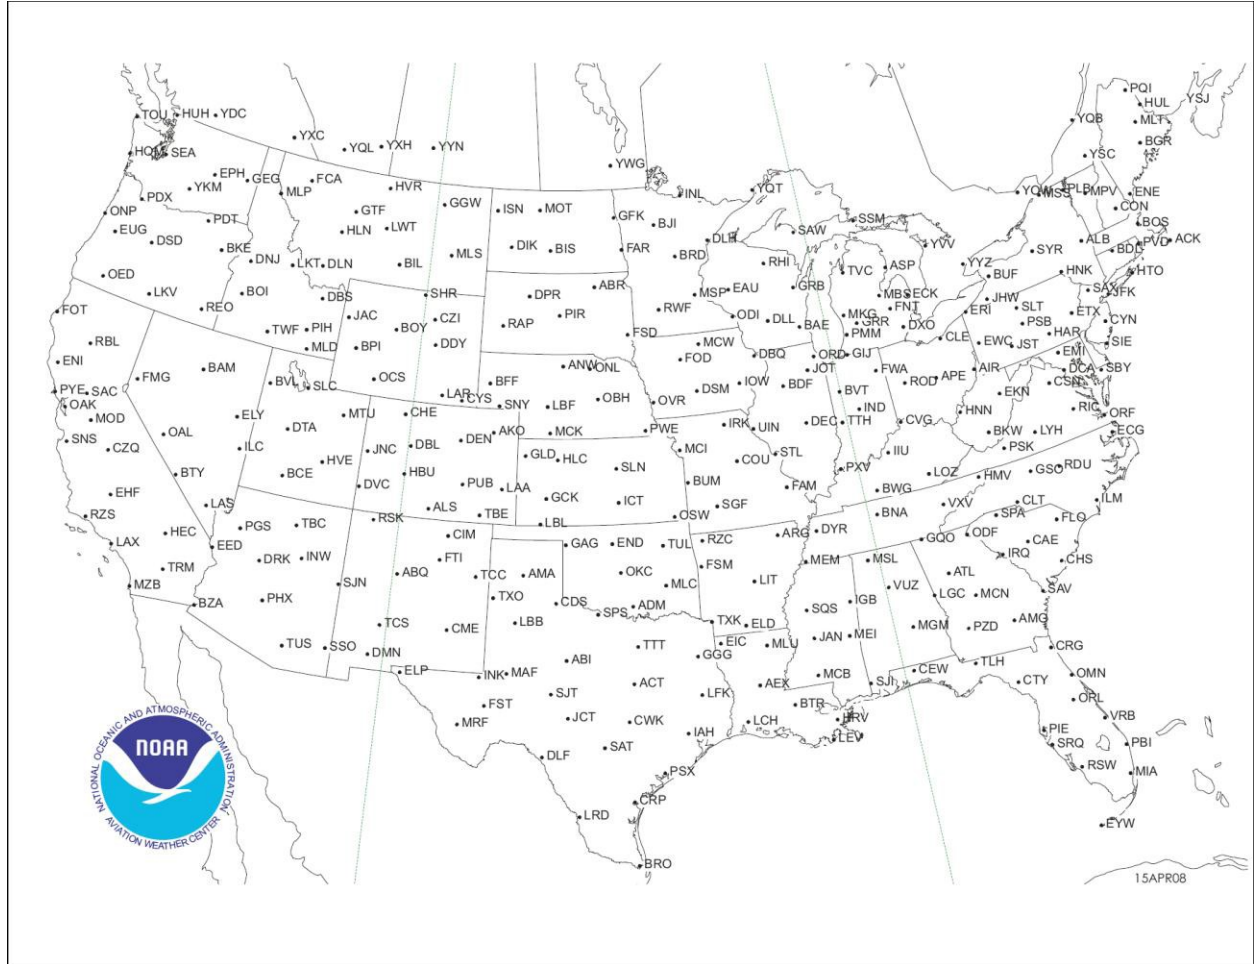 PQI
HUL
YSJ
TOU
HUH
YDC
YQB
MLT
YXC
YQL
YXH
YYN
BGR
HQM
SEA
YWG
YSC
EPH
GEG
FCA
MLP
HVR
YKM
INL
YQT
MSS
PLB
MPV
ENE
PDX
GTF
GGW
ISN
MOT
CON
ONP
PDT
LWT
GFK
BJI
SSM
BOS
EUG
HLN
SAW
DSD
BKE
DIK
BIS
FAR
DLH
YVV
SYR
ALB
BDL
PVD
ACK
DNJ
LKT
DLN
BIL
MLS
BRD
RHI
TVC
ASP
YYZ
BUF
HNK
HTO
OED
BOI
DBS
SHR
DPR
ABR
MSP
EAU
GRB
MBS
ECK
JHW
SLT
SAX
JFK
LKV
REO
JAC
CZI
RAP
PIR
RWF
ODI
DLL
BAE
MKG
GRR
FNT
DXO
ERI
PSB
ETX
CYN
FOT
TWF
PIH
BOY
FSD
PMM
CLE
EWC
JST
HAR
SIE
RBL
MLD
BPI
DDY
MCW
FOD
DBQ
ORD
GIJ
EMI
ENI
FMG
BAM
BVL
SLC
OCS
BFF
ANW
ONL
JOT
FWA
ROD
APE
AIR
DCA
SBY
PYE
SAC
LAR
CYS
SNY
LBF
OBH
OVR
DSM
IOW
BDF
BVT
EKN
CSN
OAK
MOD
ELY
MTU
CHE
IND
HNN
RIC
ORF
SNS
CZQ
OAL
DTA
DEN
AKO
MCK
PWE
IRK
UIN
DEC
TTH
CVG
BKW
LYH
ECG
ILC
HVE
JNC
DBL
GLD
HLC
MCI
COU
STL
IIU
PSK
BTY
BCE
DVC
HBU
PUB
LAA
SLN
BUM
PXV
LOZ
HMV
GSO
RDU
EHF
LAS
GCK
ICT
SGF
FAM
BWG
RZS
PGS
TBC
RSK
ALS
TBE
LBL
OSW
BNA
VXV
SPA
CLT
FLO
ILM
LAX
HEC
EED
DRK
INW
CIM
GAG
END
TUL
RZC
ARG
DYR
GQO
ODF
CAE
TRM
FTI
ABQ
TCC
AMA
OKC
FSM
MEM
MSL
IRQ
CHS
MZB
SJN
TXO
MLC
LIT
VUZ
ATL
BZA
PHX
CDS
SPS
ADM
SQS
IGB
LGC
MCN
SAV
TCS
CME
LBB
TXK
ELD
MGM
PZD
AMG
TUS
SSO
DMN
TTT
EIC
GGG
MLU
JAN
MEI
CRG
ELP
INK
MAF
ABI
MCB
CEW
TLH
FST
SJT
ACT
LFK
AEX
SJI
CTY
OMN
MRF
JCT
CWK
BTR
ORL
IAH
LCH
HRV
VRB
SAT
LEV
PIE
SRQ
PBI
DLF
PSX
RSW
MIA
CRP
LRD
EYW
BRO
NATIONAL OCEANIC AND ATMOSPHERIC ADMINISTRATION
NOAA
AVIATION WEATHER CENTER
15APR08